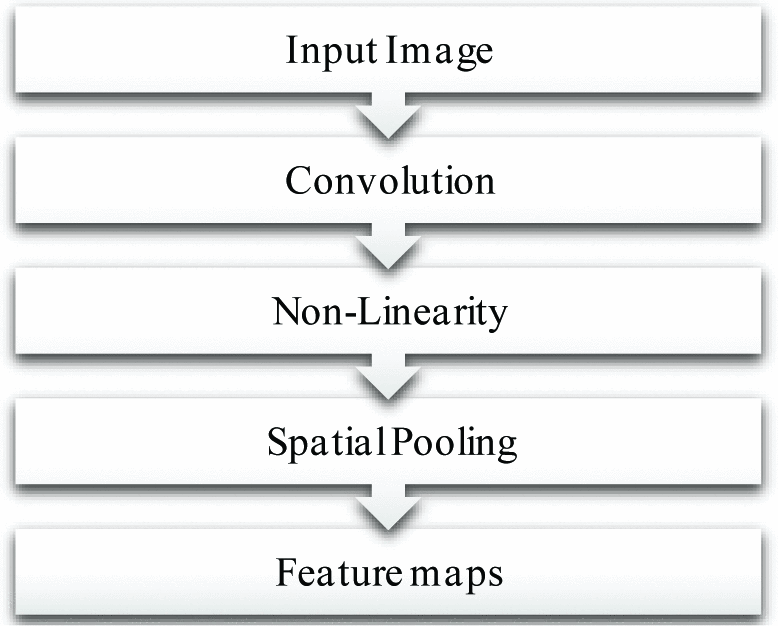 Input Image
Convolution
Non-Linearity
Spatial Pooling
Feature maps